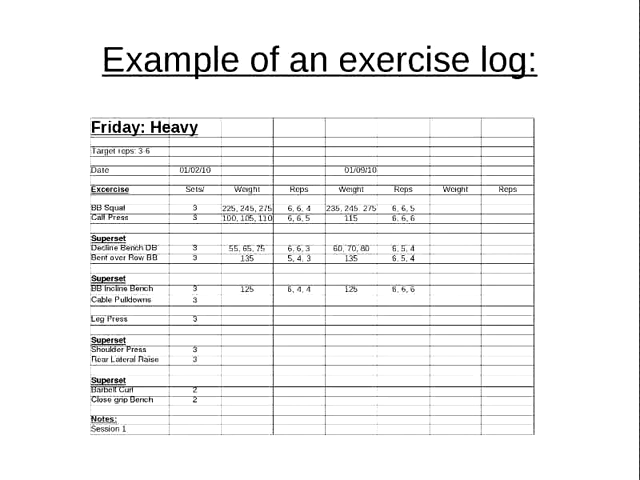 Example of an exercise log:
Friday: Heavy
Target reps: 3-6
Date 01/02/10 01/09/10
Excercise Sets/ Weight Reps Weight Reps Weight Reps
BB Squat 3 225, 245, 275 6, 6, 4 235, 245, 275 6, 6, 5
Calf Press 3 100, 105, 110 6, 6, 5 115 6, 6, 6
Superset
Decline Bench DB 3 55, 65, 75 6, 6, 3 60, 70, 80 6, 5, 4
Bent over Row BB 3 135 5, 4, 3 135 6, 5, 4
Superset
BB Incline Bench 3 125 6, 4, 4 125 6, 6, 6
Cable Pulldowns 3
Leg Press 3
Superset
Shoulder Press 3
Rear Lateral Raise 3
Superset
Barbell Curl 2
Close grip Bench 2
Notes:
Session 1